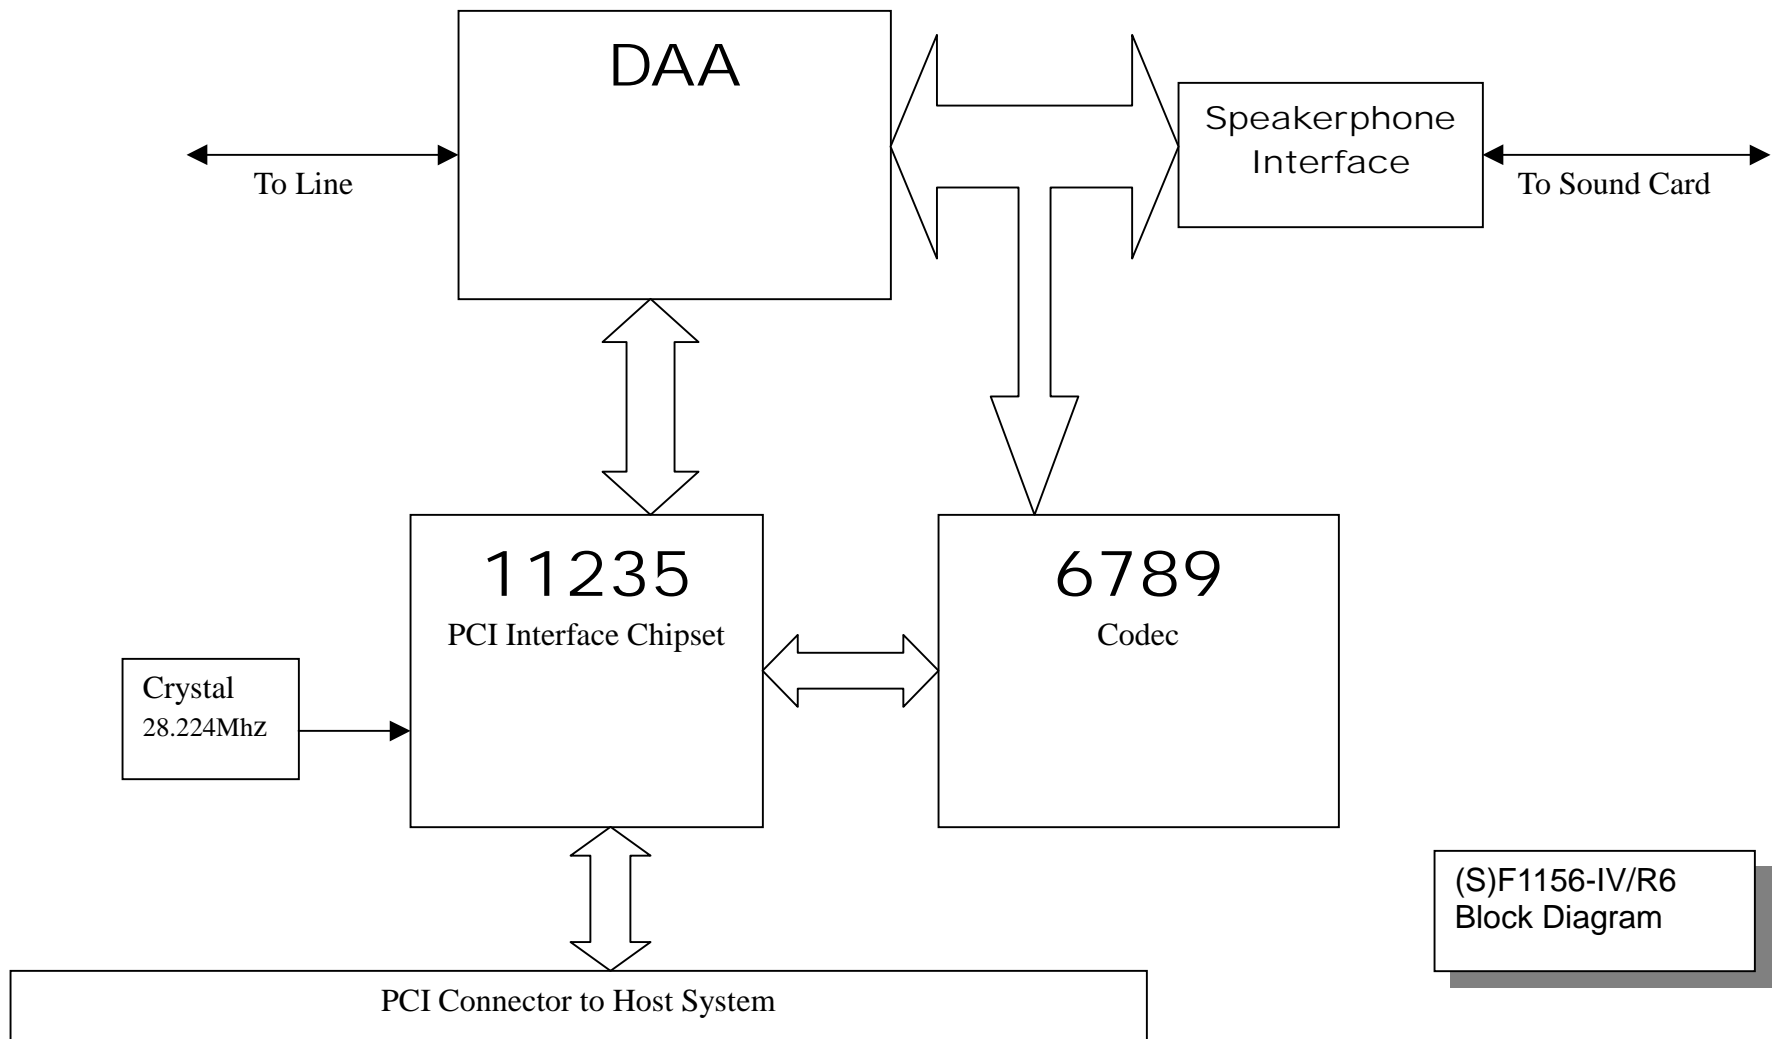 DAA
Speakerphone
Interface
To Line
To Sound Card
11235
PCI Interface Chipset
6789
Codec
Crystal
28.224Mhz
(S)F1156-IV/R6
Block Diagram
PCI Connector to Host System